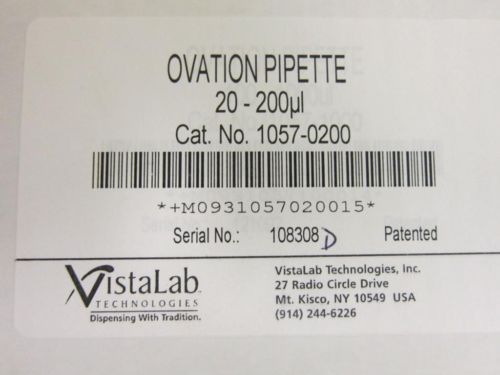 OVATION PIPETTE
20 - 200µl
Cat. No. 1057-0200
*+M0931057020015*
Serial No.: 108308 D Patented
VistaLab™
TECHNOLOGIES
Dispensing With Tradition.
VistaLab Technologies, Inc.
27 Radio Circle Drive
Mt. Kisco, NY 10549 USA
(914) 244-6226